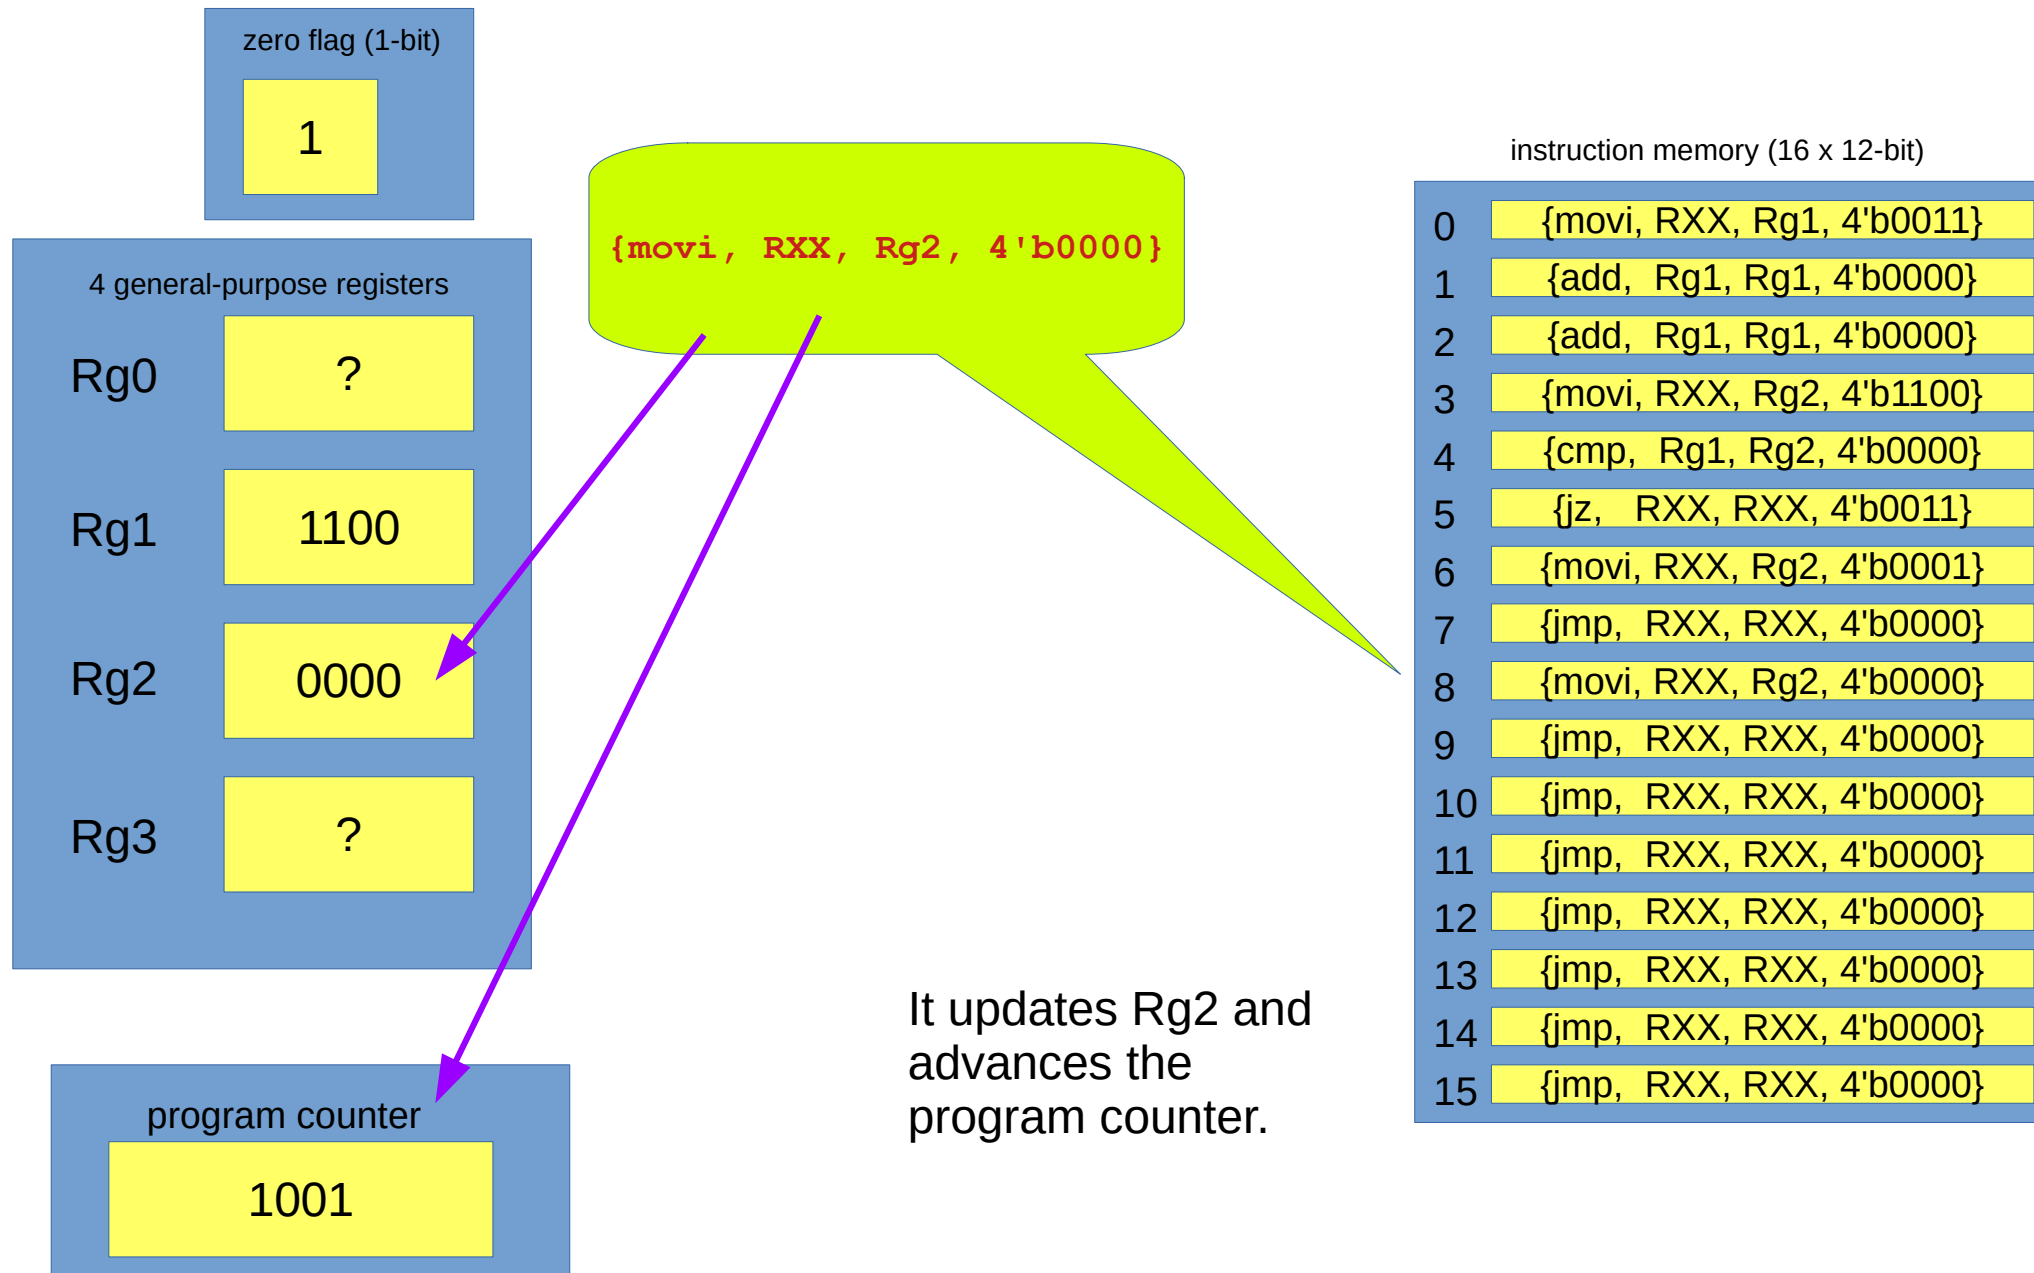 zero flag (1-bit)
1
4 general-purpose registers
Rg0
?
Rg1
1100
Rg2
0000
Rg3
?
program counter
1001
{movi, RXX, Rg2, 4'b0000}
It updates Rg2 and
advances the
program counter.
instruction memory (16 x 12-bit)
0 {movi, RXX, Rg1, 4'b0011}
1 {add, Rg1, Rg1, 4'b0000}
2 {add, Rg1, Rg1, 4'b0000}
3 {movi, RXX, Rg2, 4'b1100}
4 {cmp, Rg1, Rg2, 4'b0000}
5 {jz, RXX, RXX, 4'b0011}
6 {movi, RXX, Rg2, 4'b0001}
7 {jmp, RXX, RXX, 4'b0000}
8 {movi, RXX, Rg2, 4'b0000}
9 {jmp, RXX, RXX, 4'b0000}
10 {jmp, RXX, RXX, 4'b0000}
11 {jmp, RXX, RXX, 4'b0000}
12 {jmp, RXX, RXX, 4'b0000}
13 {jmp, RXX, RXX, 4'b0000}
14 {jmp, RXX, RXX, 4'b0000}
15 {jmp, RXX, RXX, 4'b0000}